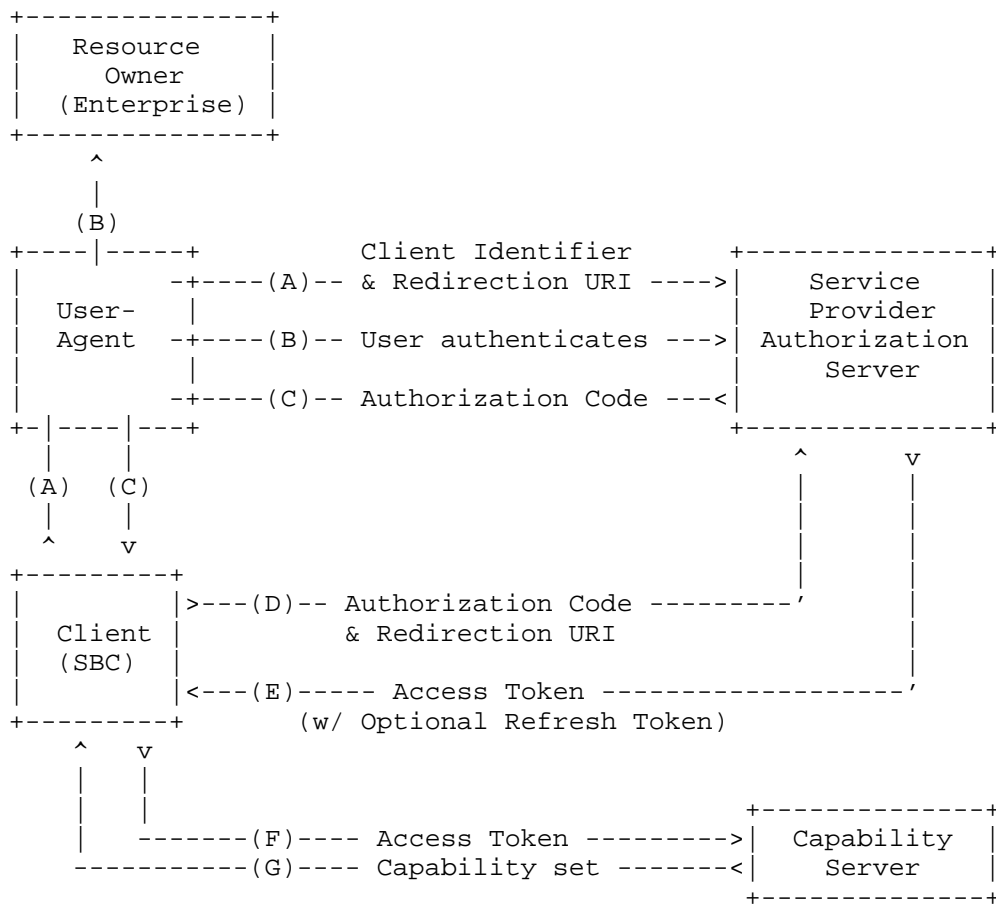 Resource
Owner
(Enterprise)
(B)
Client Identifier
(A) & Redirection URI
Service
User-
Provider
Agent
(B) User authenticates
Authorization
Server
(C) Authorization Code
(A) (C)
(D) Authorization Code
Client
& Redirection URI
(SBC)
(E) Access Token
(w/ Optional Refresh Token)
(F) Access Token
Capability
(G) Capability set
Server